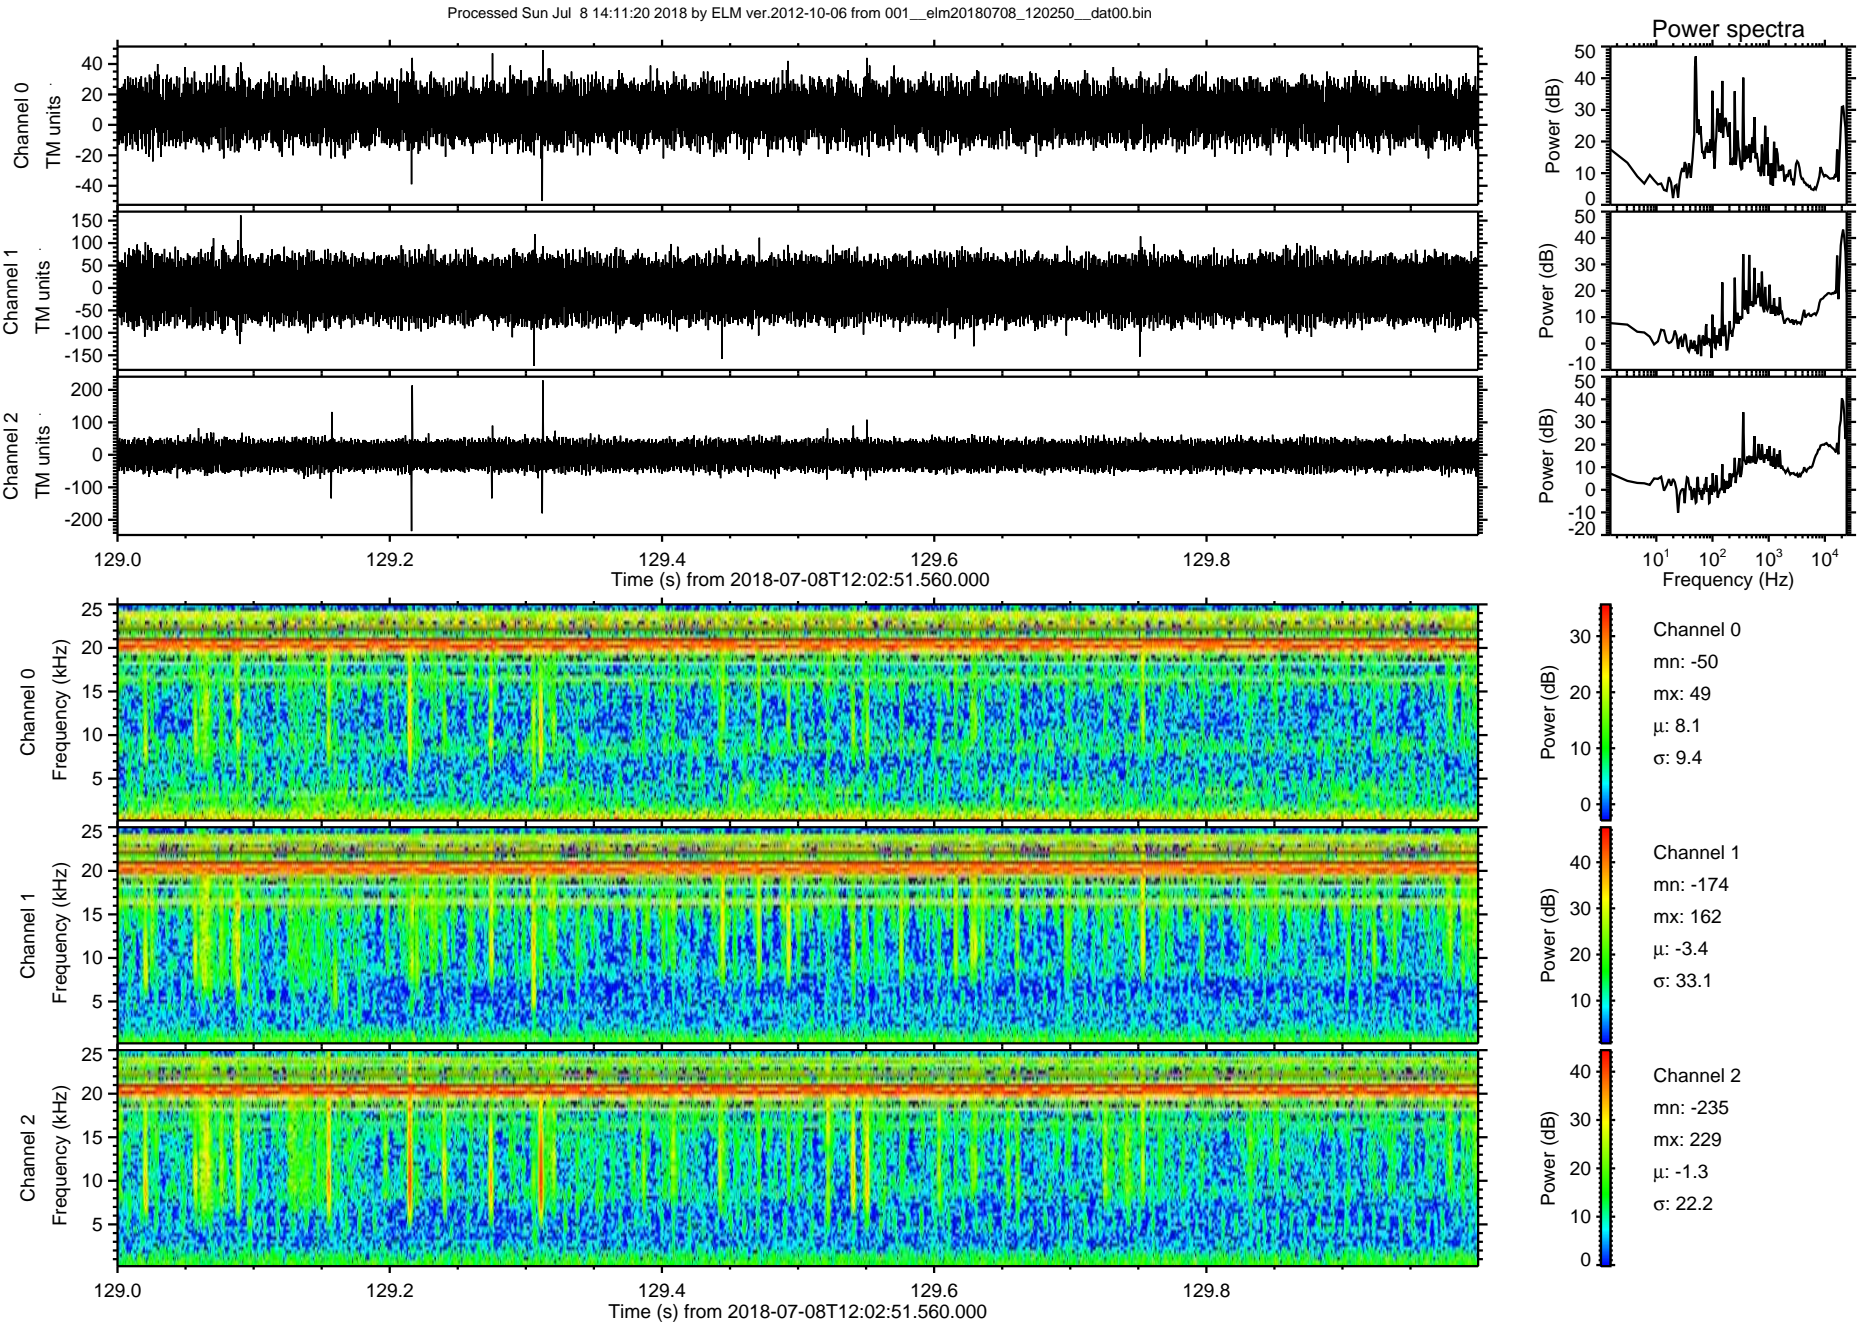 Processed Sun Jul 8 14:11:20 2018 by ELM ver.2012-10-06 from 001__elm20180708_120250__dat00.bin
Power spectra
Channel 0
TM units
40
20
0
-20
-40
Power (dB)
50
40
30
20
10
0
Channel 1
TM units
150
100
50
0
-50
-100
-150
Power (dB)
50
40
30
20
10
0
-10
Channel 2
TM units
200
100
0
-100
-200
Power (dB)
50
40
30
20
10
0
-10
-20
129.0 129.2 129.4 129.6 129.8
Time (s) from 2018-07-08T12:02:51.560.000
10¹ 10² 10³ 10⁴
Frequency (Hz)
Channel 0
Frequency (kHz)
25
20
15
10
5
Power (dB)
30
20
10
0
Channel 0
mn: -50
mx: 49
μ: 8.1
σ: 9.4
Channel 1
Frequency (kHz)
25
20
15
10
5
Power (dB)
40
30
20
10
Channel 1
mn: -174
mx: 162
μ: -3.4
σ: 33.1
Channel 2
Frequency (kHz)
25
20
15
10
5
Power (dB)
40
30
20
10
0
Channel 2
mn: -235
mx: 229
μ: -1.3
σ: 22.2
129.0 129.2 129.4 129.6 129.8
Time (s) from 2018-07-08T12:02:51.560.000